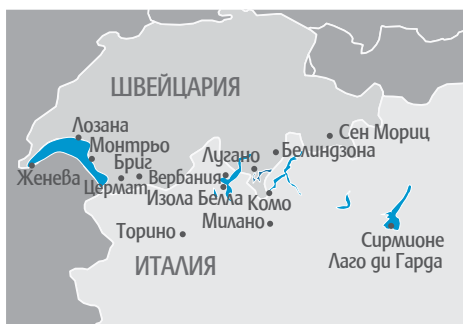 ШВЕЙЦАРИЯ
Лозана
Монтрьо
Бриг
Женева
Цермат
Вербания
Изола Белла
Лугано
Белиндзона
Сен Мориц
Комо
Милано
Торино
ИТАЛИЯ
Сирмионе
Лаго ди Гарда